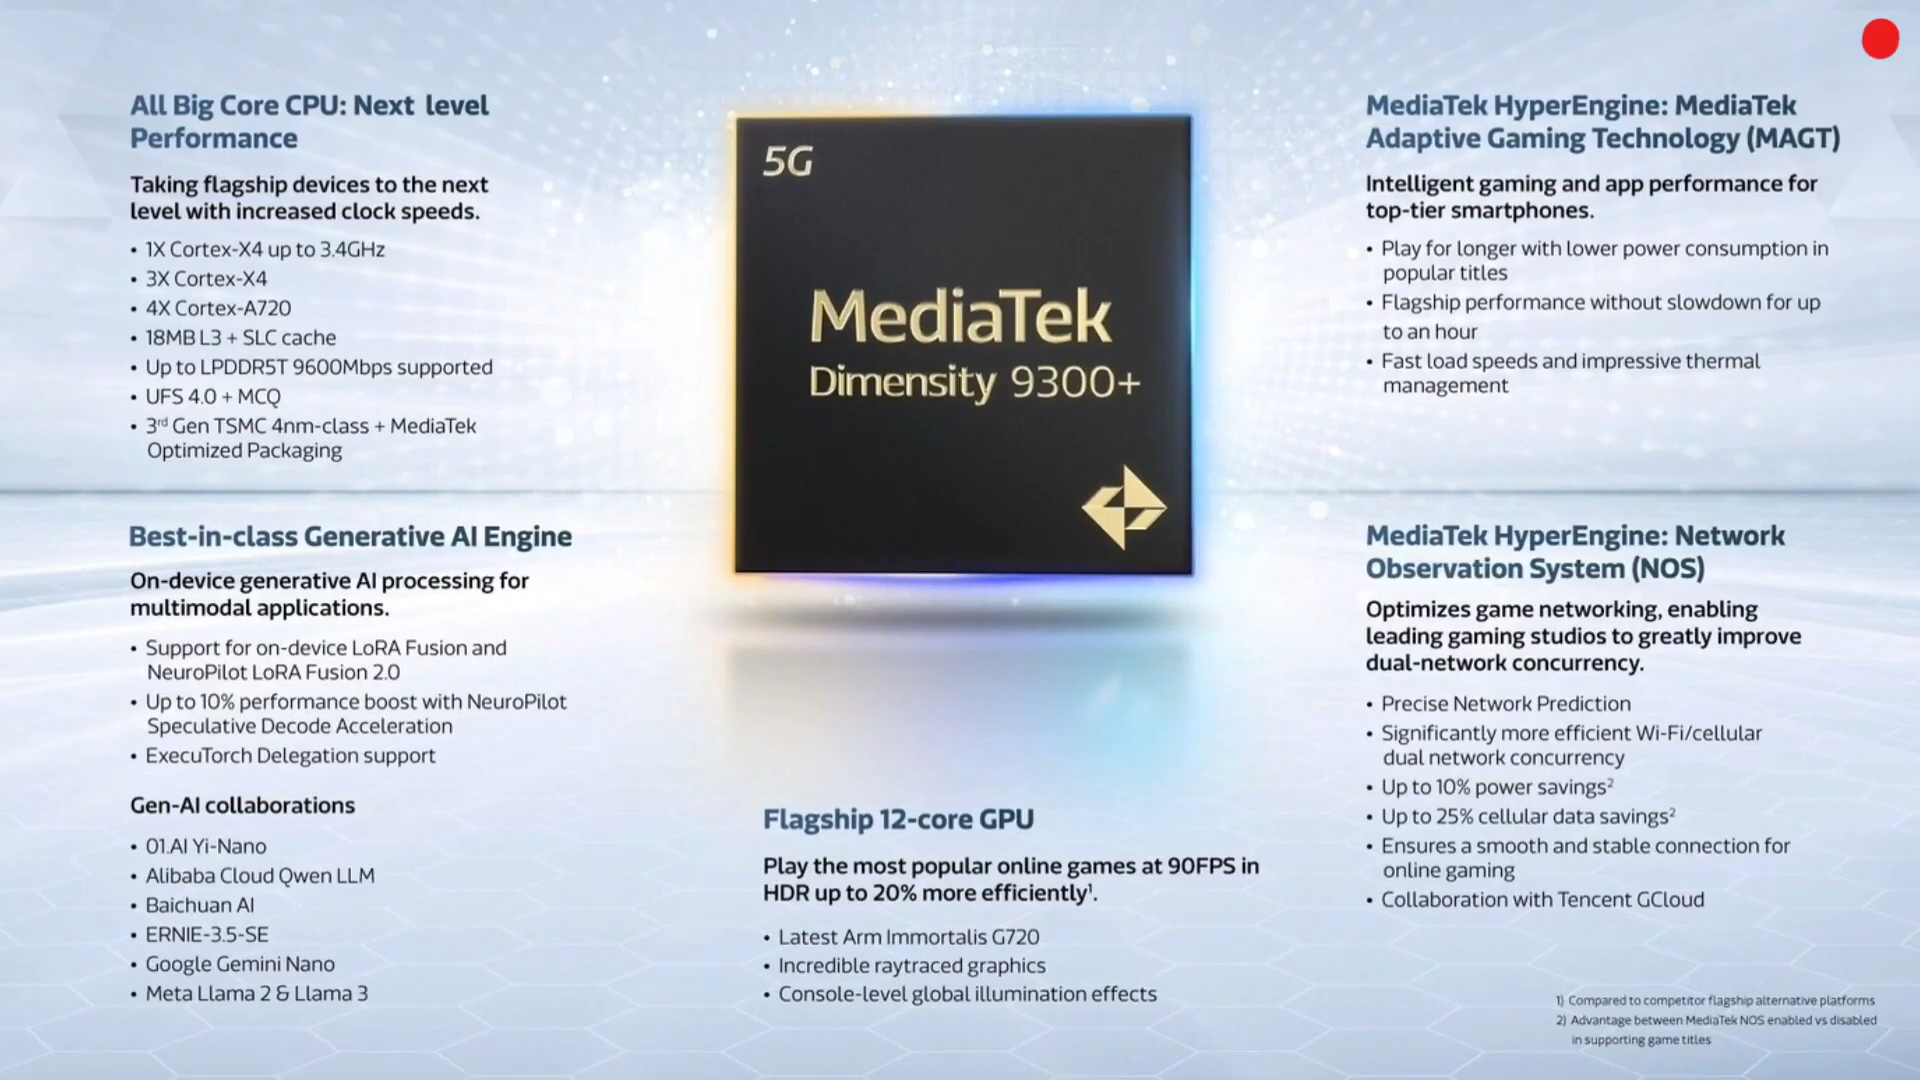 All Big Core CPU: Next level
Performance
Taking flagship devices to the next
level with increased clock speeds.
• 1X Cortex-X4 up to 3.4GHz
• 3X Cortex-X4
• 4X Cortex-A720
• 18MB L3 + SLC cache
• Up to LPDDR5T 9600Mbps supported
• UFS 4.0 + MCQ
• 3rd Gen TSMC 4nm-class + MediaTek
Optimized Packaging
Best-in-class Generative AI Engine
On-device generative AI processing for
multimodal applications.
• Support for on-device LoRA Fusion and
NeuroPilot LoRA Fusion 2.0
• Up to 10% performance boost with NeuroPilot
Speculative Decode Acceleration
• ExecuTorch Delegation support
Gen-AI collaborations
• 01.AI Yi-Nano
• Alibaba Cloud Qwen LLM
• Baichuan AI
• ERNIE-3.5-SE
• Google Gemini Nano
• Meta Llama 2 & Llama 3
5G
MediaTek
Dimensity 9300+
Flagship 12-core GPU
Play the most popular online games at 90FPS in
HDR up to 20% more efficiently¹.
• Latest Arm Immortalis G720
• Incredible raytraced graphics
• Console-level global illumination effects
MediaTek HyperEngine: MediaTek
Adaptive Gaming Technology (MAGT)
Intelligent gaming and app performance for
top-tier smartphones.
• Play for longer with lower power consumption in
popular titles
• Flagship performance without slowdown for up
to an hour
• Fast load speeds and impressive thermal
management
MediaTek HyperEngine: Network
Observation System (NOS)
Optimizes game networking, enabling
leading gaming studios to greatly improve
dual-network concurrency.
• Precise Network Prediction
• Significantly more efficient Wi-Fi/cellular
dual network concurrency
• Up to 10% power savings²
• Up to 25% cellular data savings²
• Ensures a smooth and stable connection for
online gaming
• Collaboration with Tencent GCloud
1) Compared to competitor flagship alternative platforms
2) Advantage between MediaTek NOS enabled vs disabled
in supporting game titles